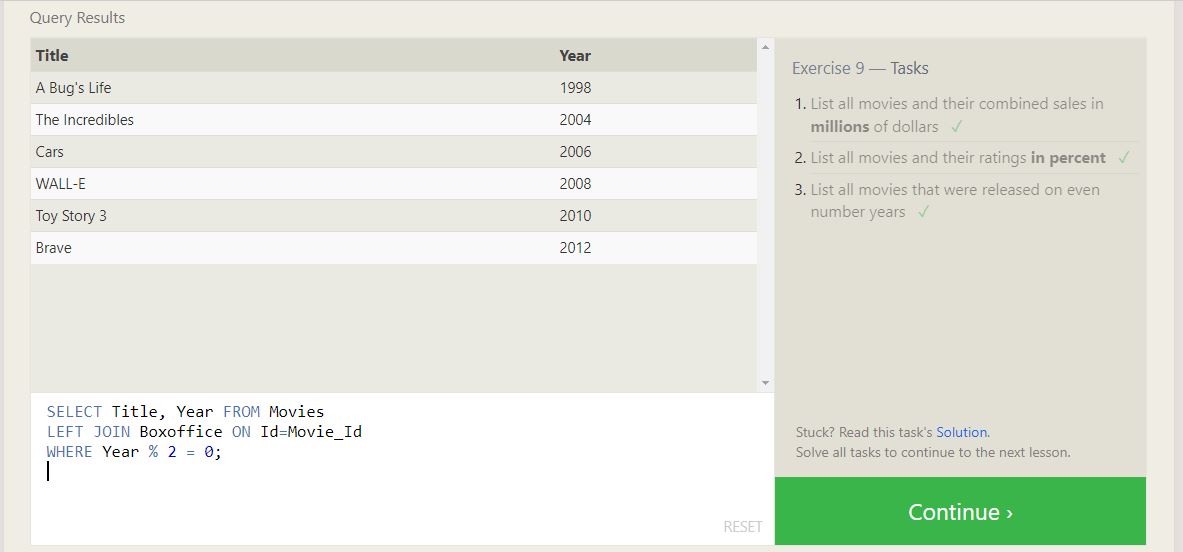 Query Results
Title Year
A Bug's Life 1998
The Incredibles 2004
Cars 2006
WALL-E 2008
Toy Story 3 2010
Brave 2012
SELECT Title, Year FROM Movies
LEFT JOIN Boxoffice ON Id=Movie_Id
WHERE Year % 2 = 0;
RESET
Exercise 9 — Tasks
1. List all movies and their combined sales in
millions of dollars ✓
2. List all movies and their ratings in percent ✓
3. List all movies that were released on even
number years ✓
Stuck? Read this task's Solution.
Solve all tasks to continue to the next lesson.
Continue ›